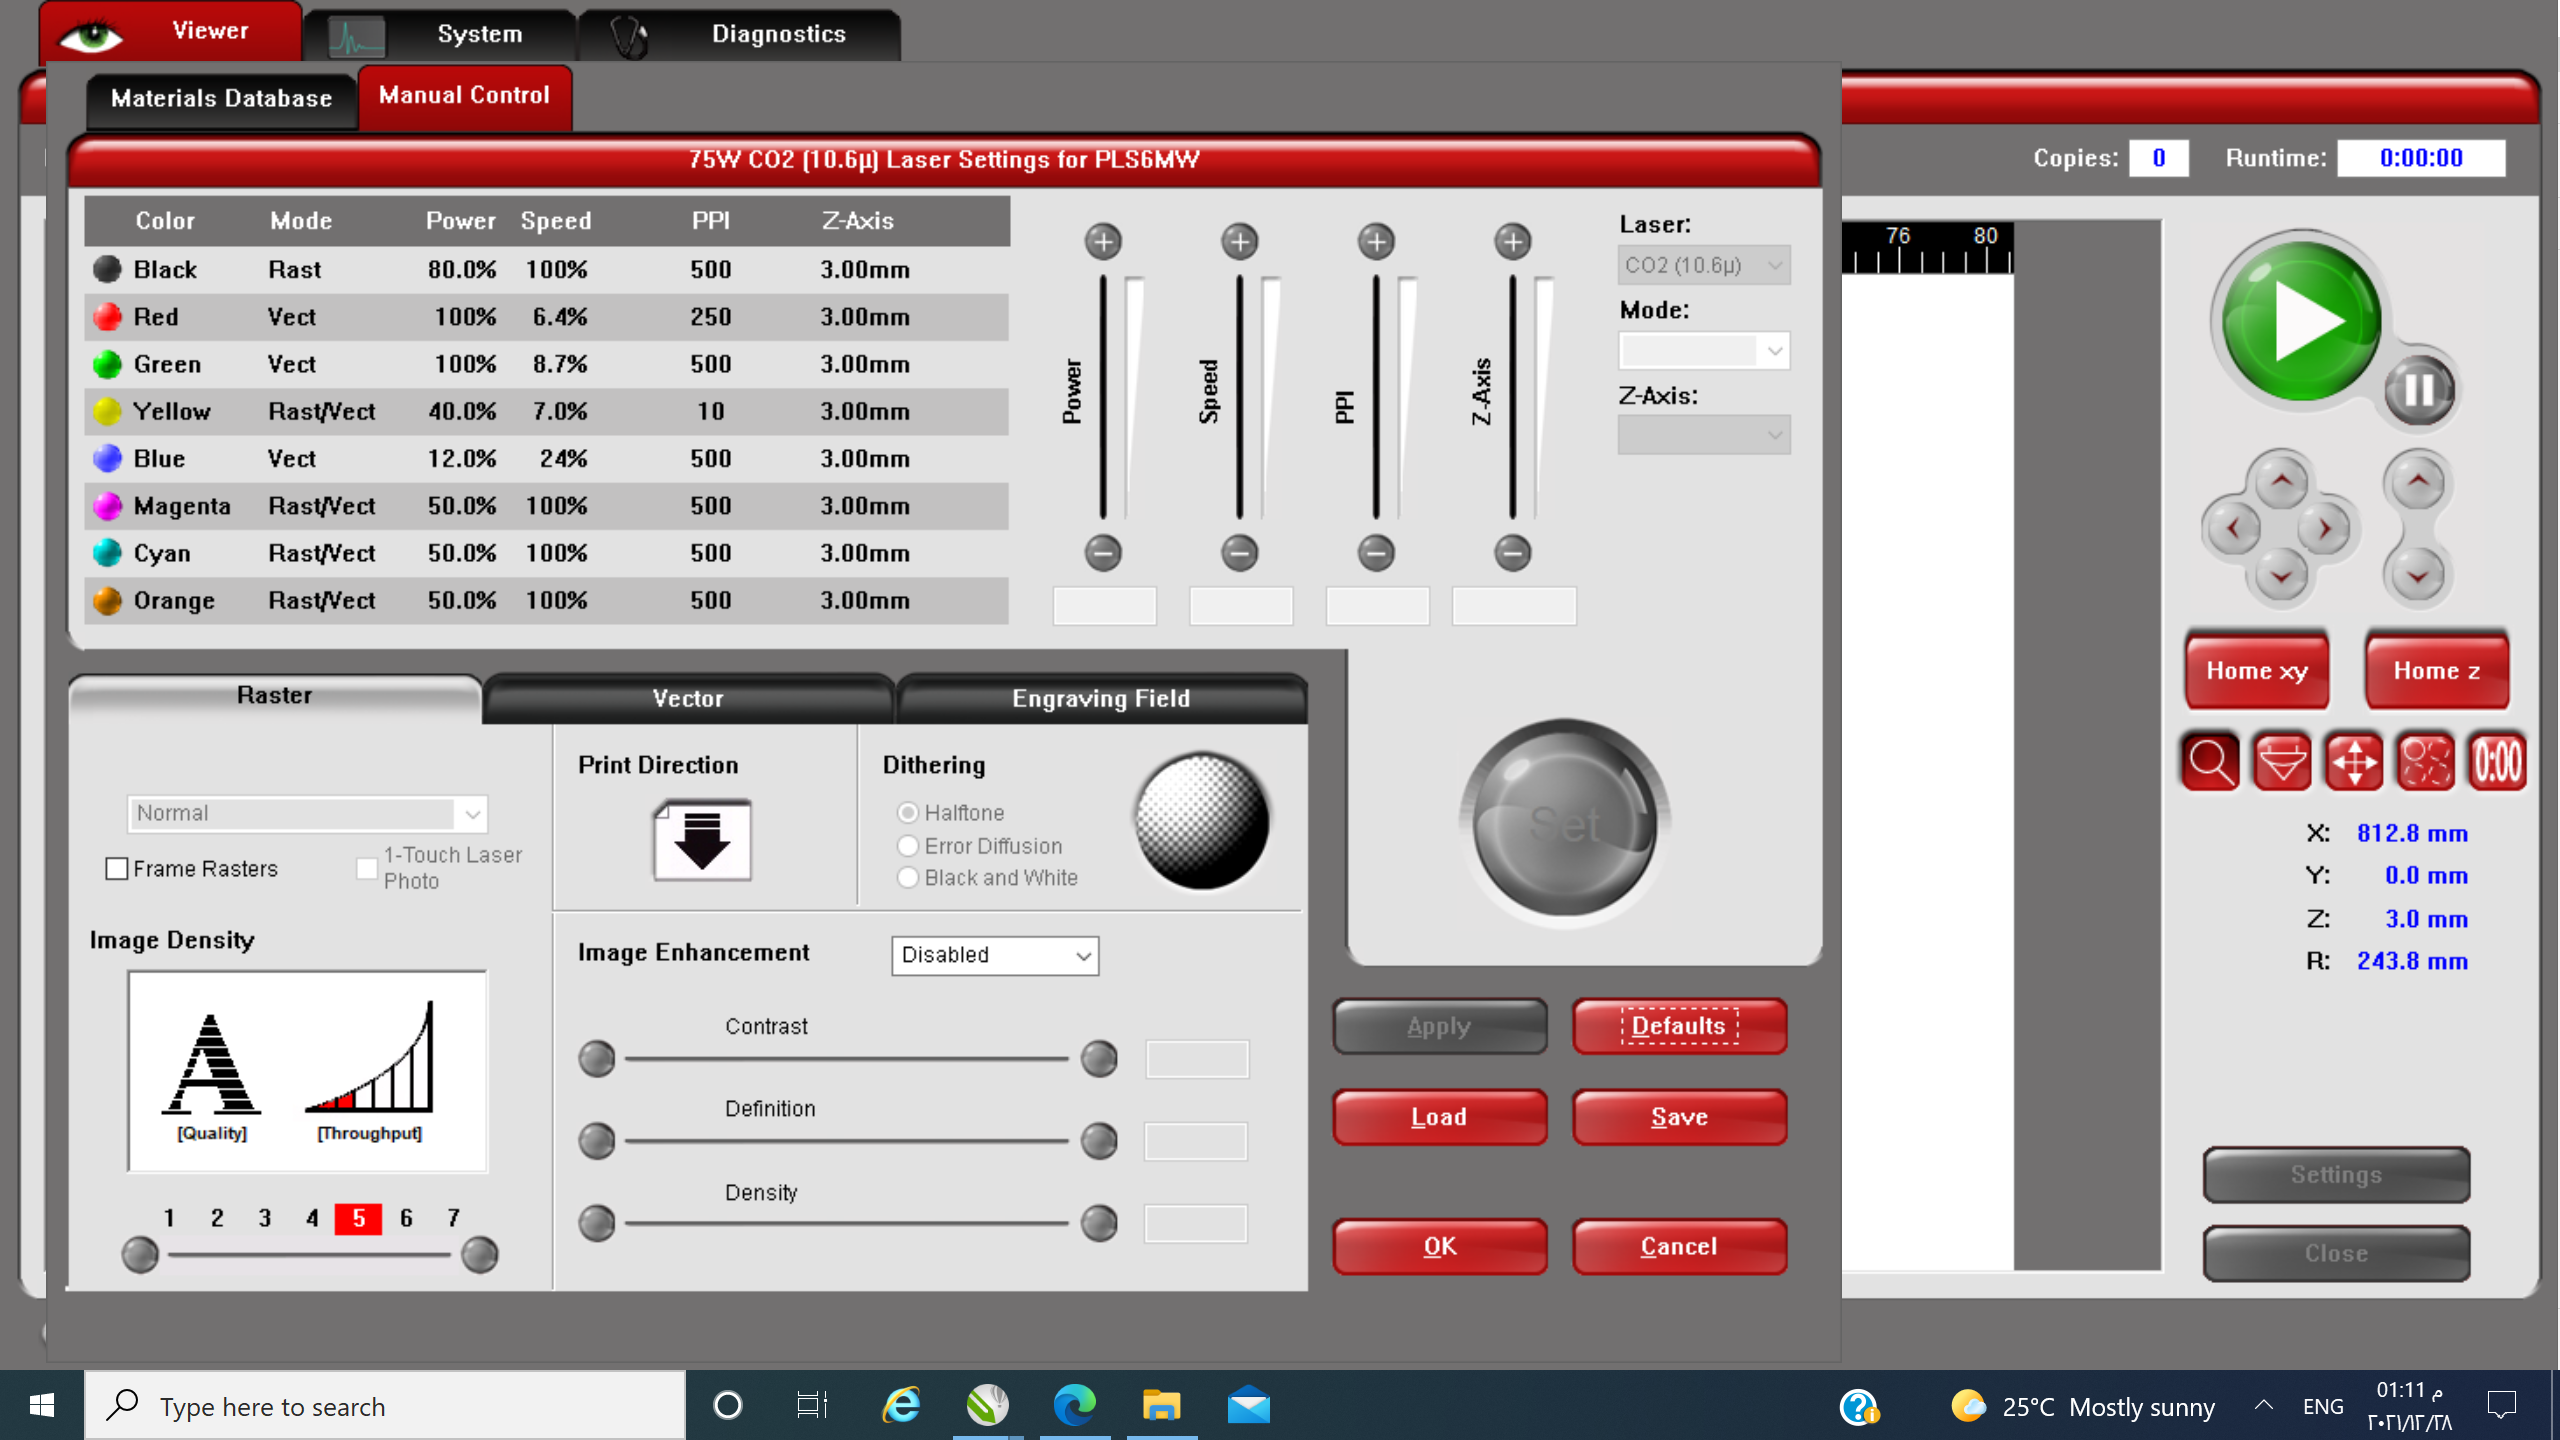 Viewer
System
Diagnostics
Materials Database
Manual Control
75W CO2 (10.6µ) Laser Settings for PLS6MW
Copies: 0 Runtime: 0:00:00
Color Mode Power Speed PPI Z-Axis
Black Rast 80.0% 100% 500 3.00mm
Red Vect 100% 6.4% 250 3.00mm
Green Vect 100% 8.7% 500 3.00mm
Yellow Rast/Vect 40.0% 7.0% 10 3.00mm
Blue Vect 12.0% 24% 500 3.00mm
Magenta Rast/Vect 50.0% 100% 500 3.00mm
Cyan Rast/Vect 50.0% 100% 500 3.00mm
Orange Rast/Vect 50.0% 100% 500 3.00mm
Power
Speed
PPI
Z-Axis
Laser:
CO2 (10.6µ)
Mode:
Z-Axis:
76 80
Home xy
Home z
0:00
X: 812.8 mm
Y: 0.0 mm
Z: 3.0 mm
R: 243.8 mm
Settings
Close
Raster
Vector
Engraving Field
Normal
Frame Rasters
1-Touch Laser
Photo
Print Direction
Dithering
Halftone
Error Diffusion
Black and White
Set
Image Density
A
[Quality] [Throughput]
1 2 3 4 5 6 7
Image Enhancement Disabled
Contrast
Definition
Density
Apply
Defaults
Load
Save
OK
Cancel
Type here to search
25°C Mostly sunny
ENG
01:11 م
٢٠٢١/١٢/٢٨